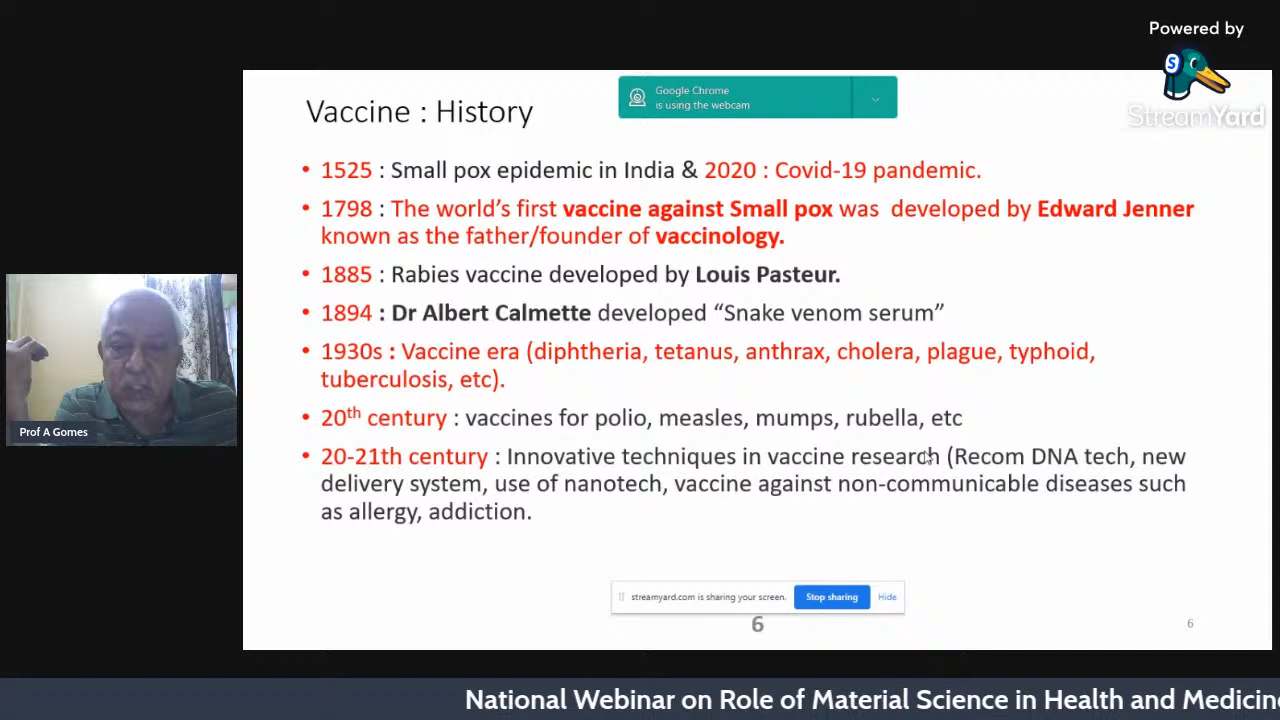 Powered by
StreamYard
Google Chrome
is using the webcam
Vaccine : History
• 1525 : Small pox epidemic in India & 2020 : Covid-19 pandemic.
• 1798 : The world’s first vaccine against Small pox was developed by Edward Jenner
known as the father/founder of vaccinology.
• 1885 : Rabies vaccine developed by Louis Pasteur.
• 1894 : Dr Albert Calmette developed “Snake venom serum”
• 1930s : Vaccine era (diphtheria, tetanus, anthrax, cholera, plague, typhoid,
tuberculosis, etc).
• 20th century : vaccines for polio, measles, mumps, rubella, etc
• 20-21th century : Innovative techniques in vaccine research (Recom DNA tech, new
delivery system, use of nanotech, vaccine against non-communicable diseases such
as allergy, addiction.
Prof A Gomes
streamyard.com is sharing your screen. Stop sharing Hide
6
6
National Webinar on Role of Material Science in Health and Medicin